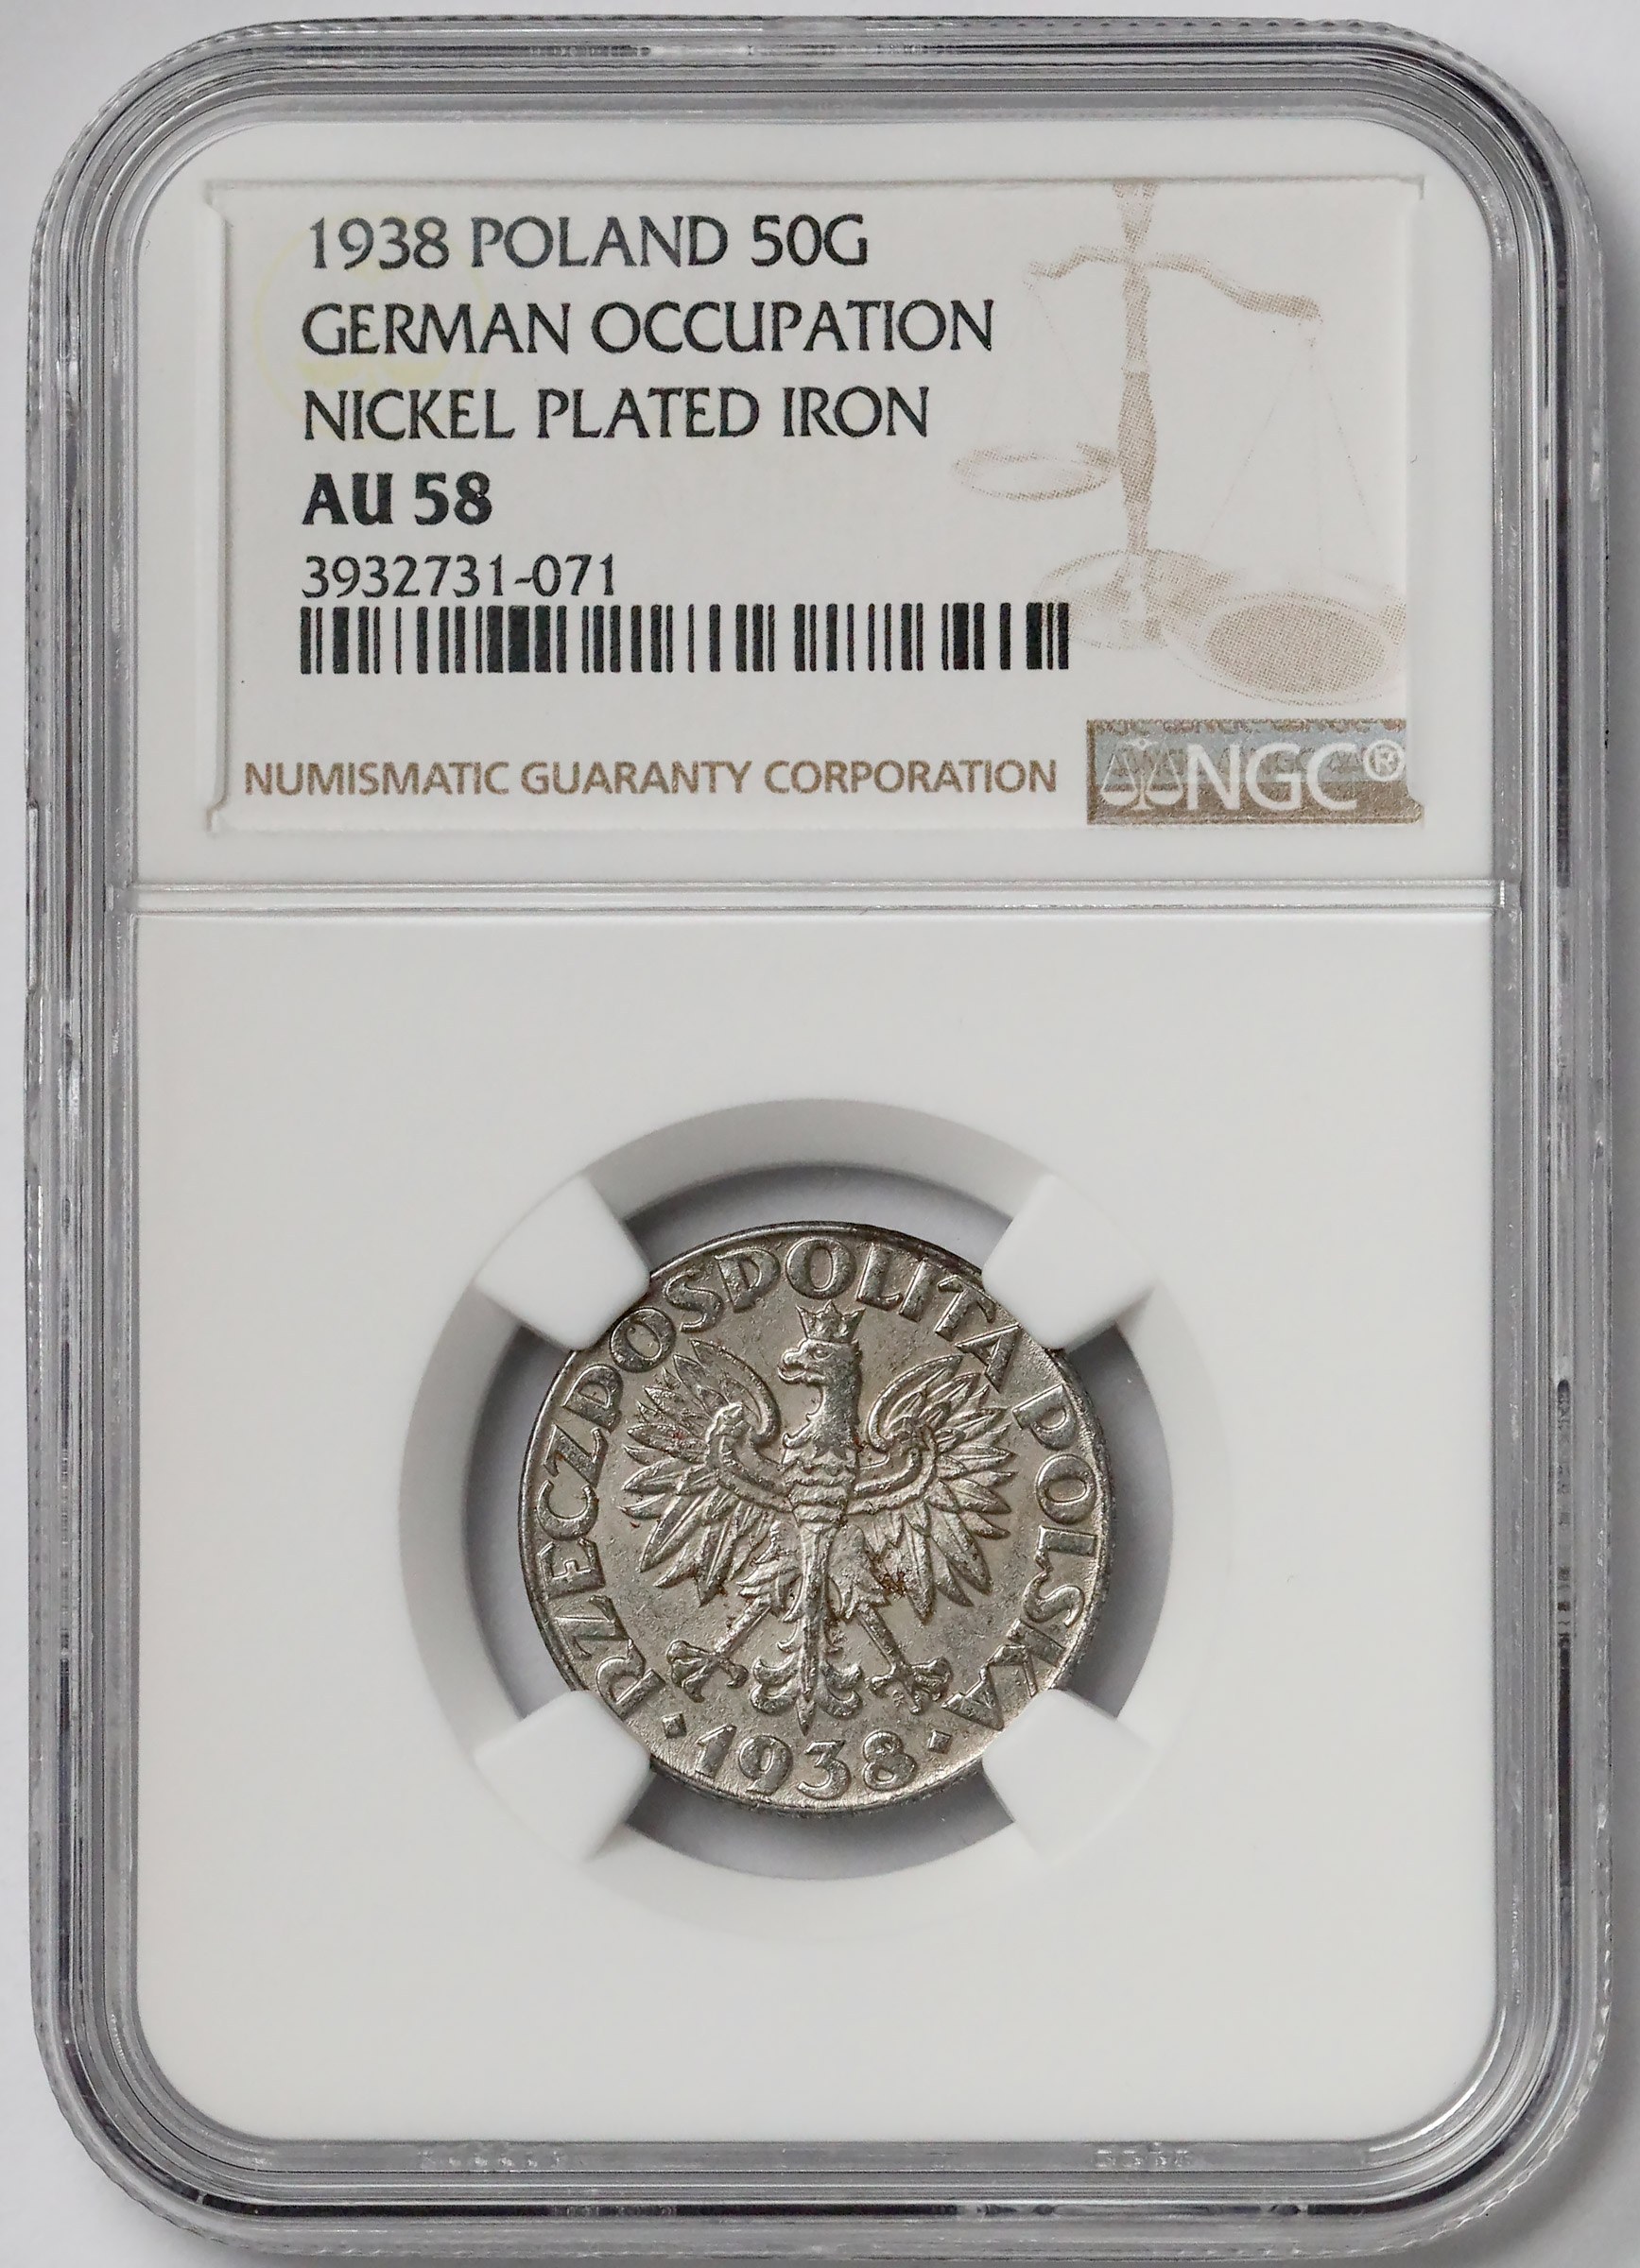 1938 POLAND 50G
GERMAN OCCUPATION
NICKEL PLATED IRON
AU 58
3932731-071
NUMISMATIC GUARANTY CORPORATION
NGC®
RZECZPOSPOLITA POLSKA
1938